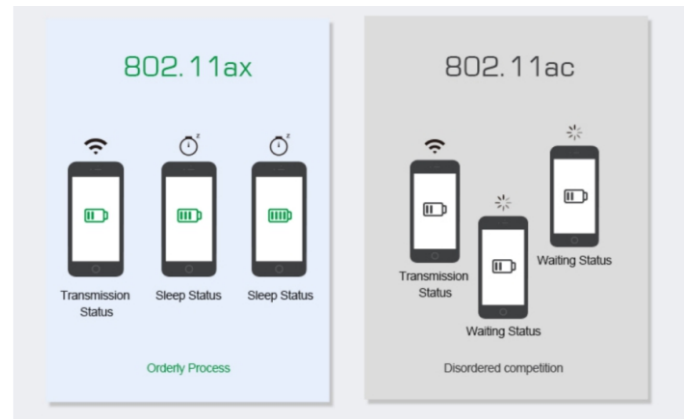 802.11ax
Transmission
Status
Sleep Status
Sleep Status
Orderly Process
802.11ac
Transmission
Status
Waiting Status
Waiting Status
Disordered competition